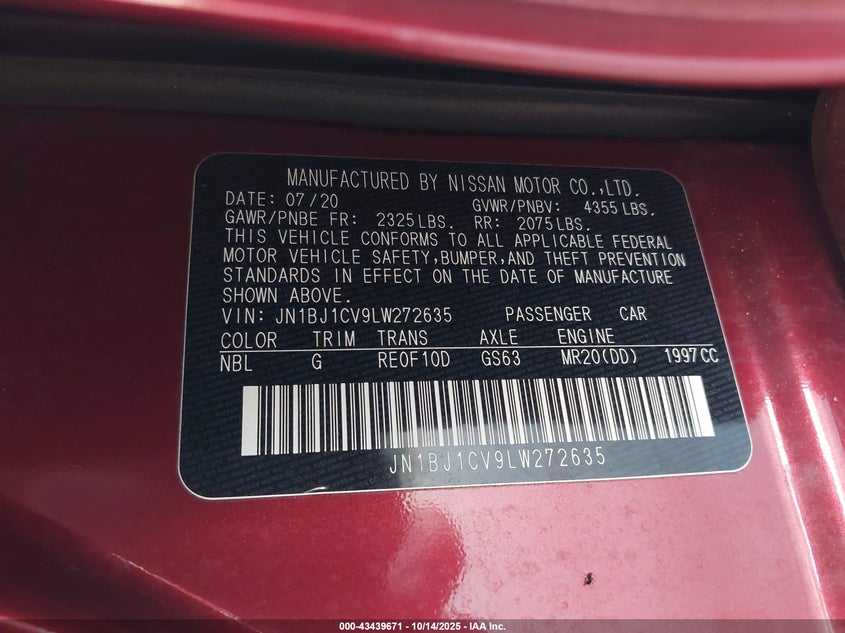 MANUFACTURED BY NISSAN MOTOR CO.,LTD.
DATE: 07/20 GVWR/PNBV: 4355 LBS.
GAWR/PNBE FR: 2325 LBS. RR: 2075 LBS.
THIS VEHICLE CONFORMS TO ALL APPLICABLE FEDERAL
MOTOR VEHICLE SAFETY,BUMPER,AND THEFT PREVENTION
STANDARDS IN EFFECT ON THE DATE OF MANUFACTURE
SHOWN ABOVE.
VIN: JN1BJ1CV9LW272635 PASSENGER CAR
COLOR TRIM TRANS AXLE ENGINE
NBL G RE0F10D GS63 MR20(DD) 1997CC
JN1BJ1CV9LW272635
000-43439671 | 10/14/2025 - IAA Inc.